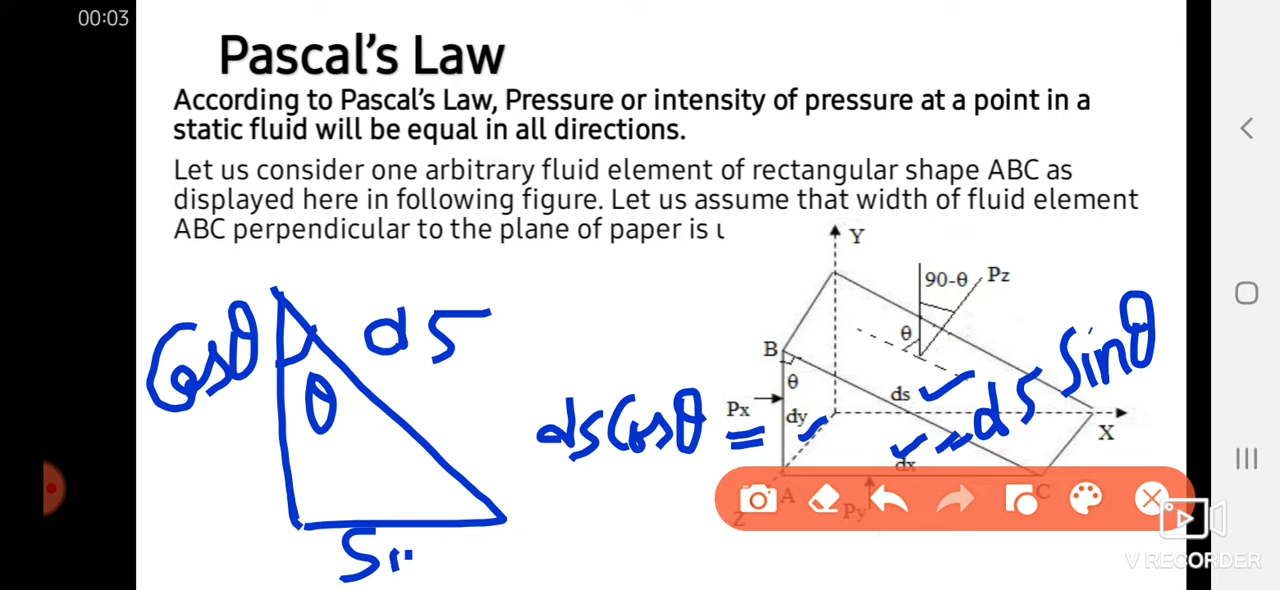 00:03
Pascal's Law
According to Pascal's Law, Pressure or intensity of pressure at a point in a
static fluid will be equal in all directions.
Let us consider one arbitrary fluid element of rectangular shape ABC as
displayed here in following figure. Let us assume that width of fluid element
ABC perpendicular to the plane of paper is
Y
90-θ Pz
θ
B
θ
ds
Px
dy
X
dx
A
C
Z
Py
Cosθ
ds
θ
dsCosθ =
= ds Sinθ
V RECORDER